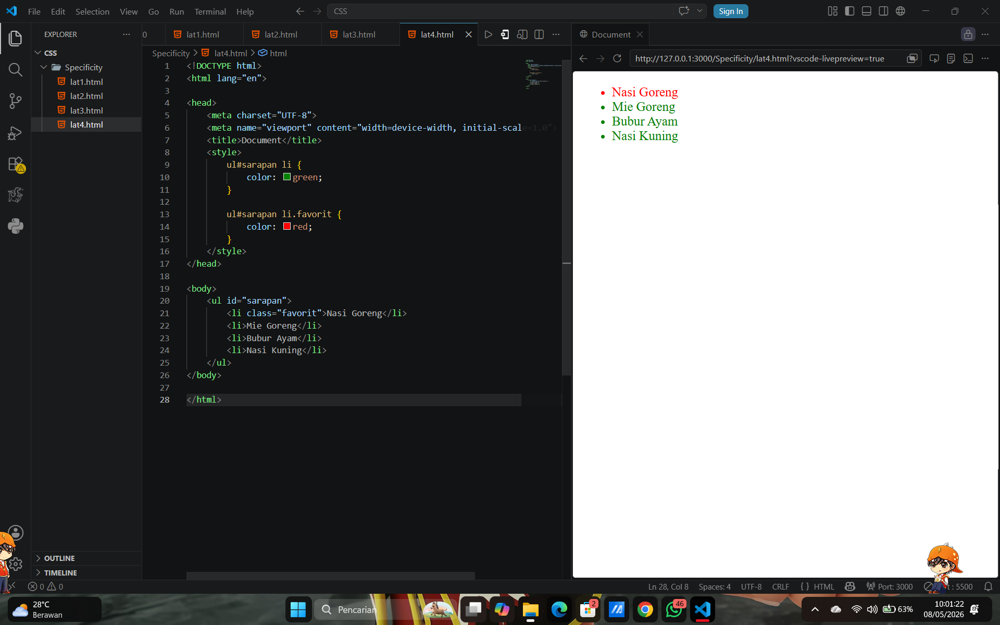 File Edit Selection View Go Run Terminal Help
CSS
Sign In
EXPLORER
CSS
Specificity
lat1.html
lat2.html
lat3.html
lat4.html
OUTLINE
TIMELINE
lat1.html lat2.html lat3.html lat4.html
Specificity > lat4.html > html
1 <!DOCTYPE html>
2 <html lang="en">
3
4 <head>
5 <meta charset="UTF-8">
6 <meta name="viewport" content="width=device-width, initial-scale=1.0">
7 <title>Document</title>
8 <style>
9 ul#sarapan li {
10 color: green;
11 }
12
13 ul#sarapan li.favorit {
14 color: red;
15 }
16 </style>
17 </head>
18
19 <body>
20 <ul id="sarapan">
21 <li class="favorit">Nasi Goreng</li>
22 <li>Mie Goreng</li>
23 <li>Bubur Ayam</li>
24 <li>Nasi Kuning</li>
25 </ul>
26 </body>
27
28 </html>
Document
http://127.0.0.1:3000/Specificity/lat4.html?vscode-livepreview=true
• Nasi Goreng
• Mie Goreng
• Bubur Ayam
• Nasi Kuning
0 0
Ln 28, Col 8 Spaces: 4 UTF-8 CRLF { } HTML Port: 3000 : 5500
28°C
Berawan
Pencarian
2
46
63%
10:01:22
08/05/2026